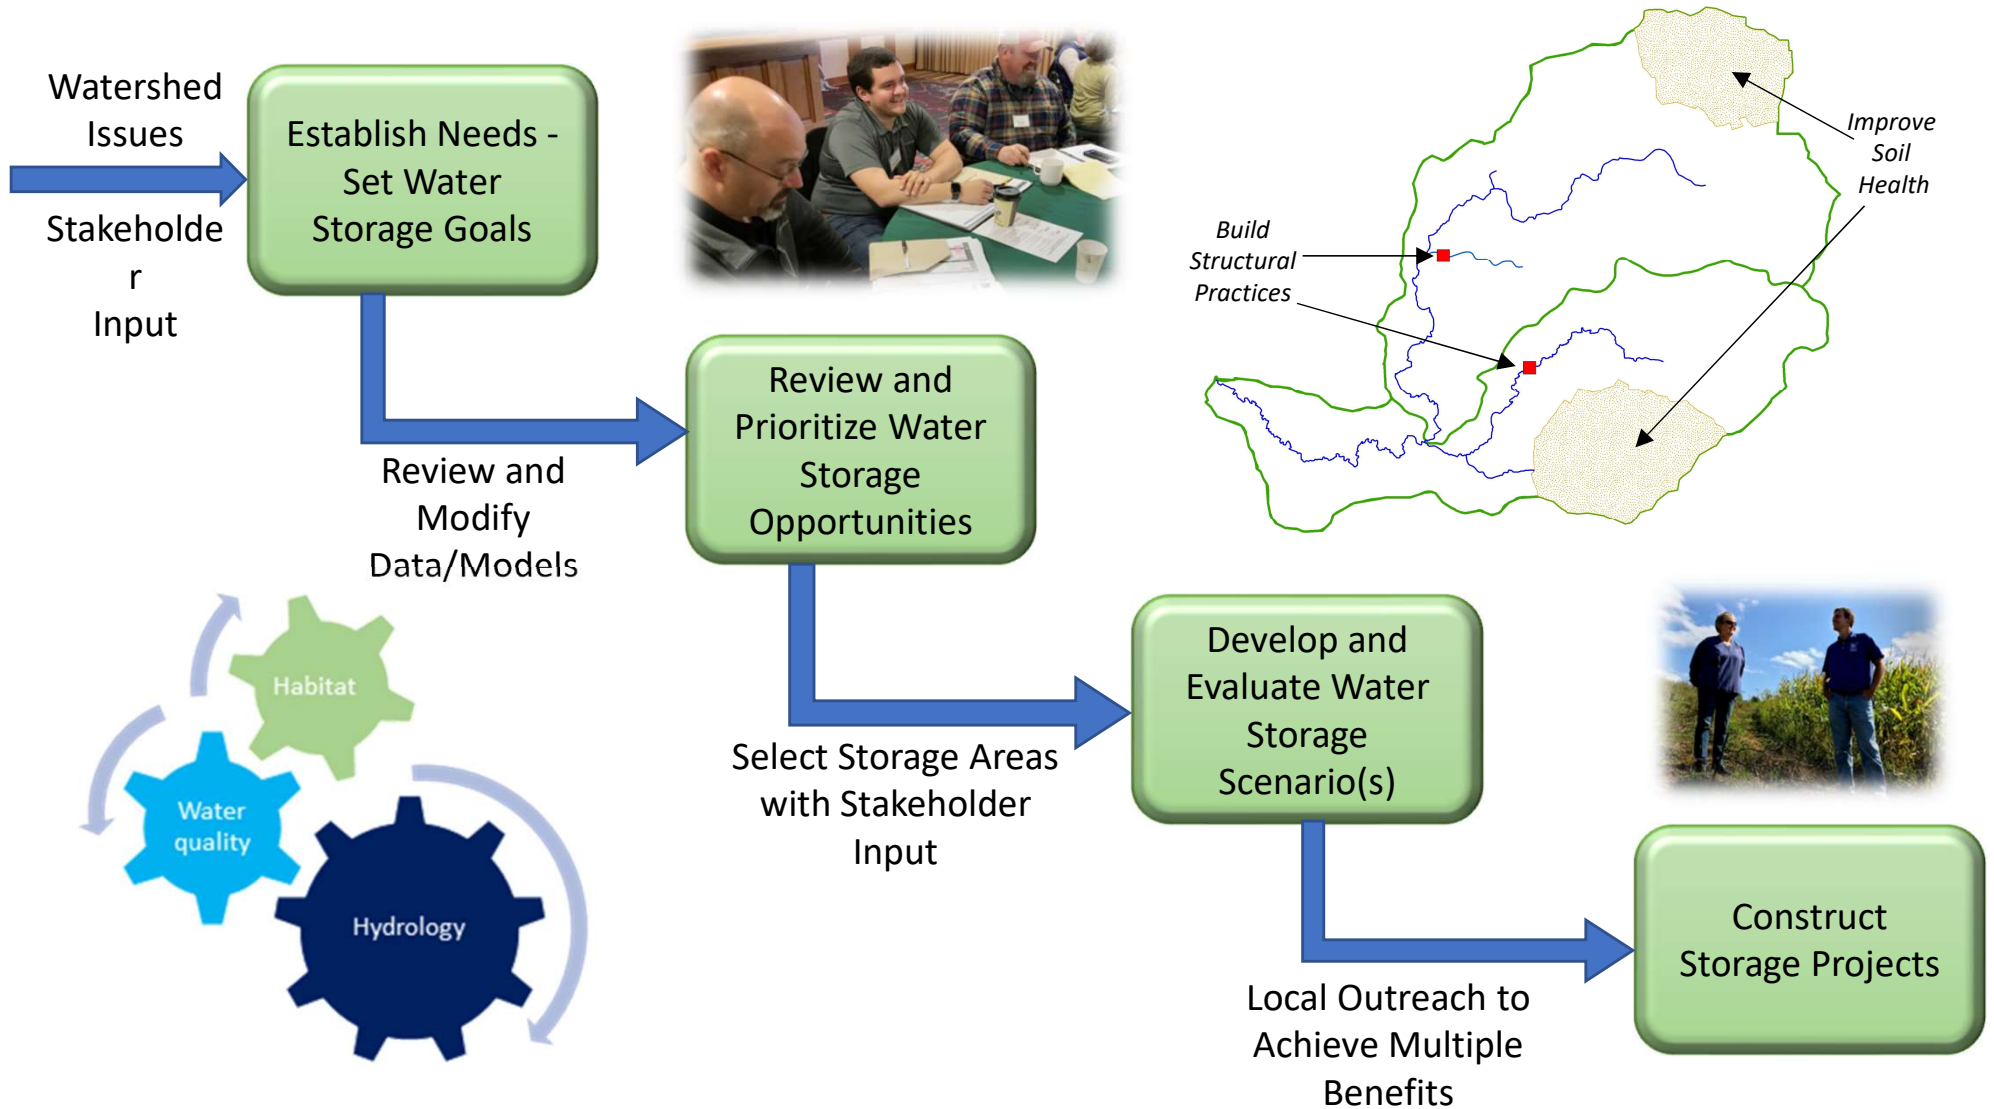 Watershed
Issues
Stakeholde
r
Input
Establish Needs -
Set Water
Storage Goals
Review and
Modify
Data/Models
Review and
Prioritize Water
Storage
Opportunities
Select Storage Areas
with Stakeholder
Input
Develop and
Evaluate Water
Storage
Scenario(s)
Local Outreach to
Achieve Multiple
Benefits
Construct
Storage Projects
Build
Structural
Practices
Improve
Soil
Health
Habitat
Water
quality
Hydrology